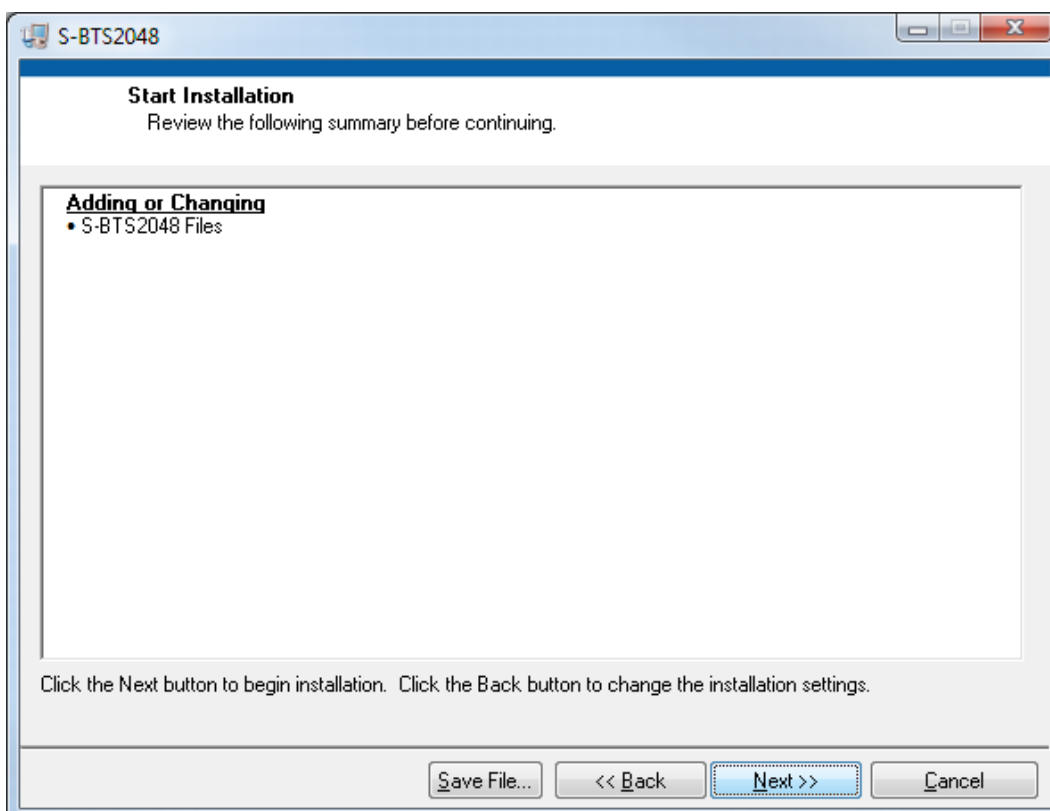 S-BTS2048
Start Installation
Review the following summary before continuing.
Adding or Changing
• S-BTS2048 Files
Click the Next button to begin installation.  Click the Back button to change the installation settings.
Save File... << Back Next >> Cancel